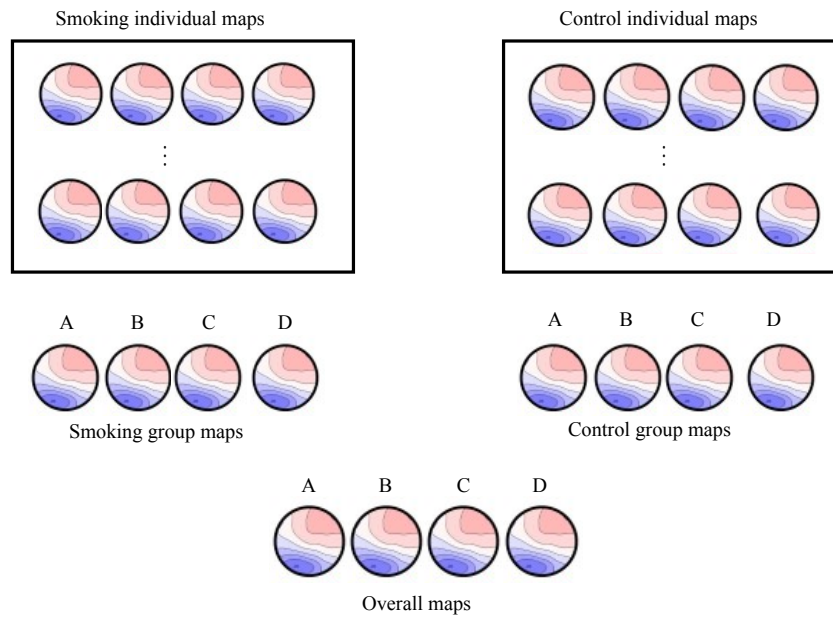 Smoking individual maps
Control individual maps
⋮
⋮
A B C D
A B C D
Smoking group maps
Control group maps
A B C D
Overall maps